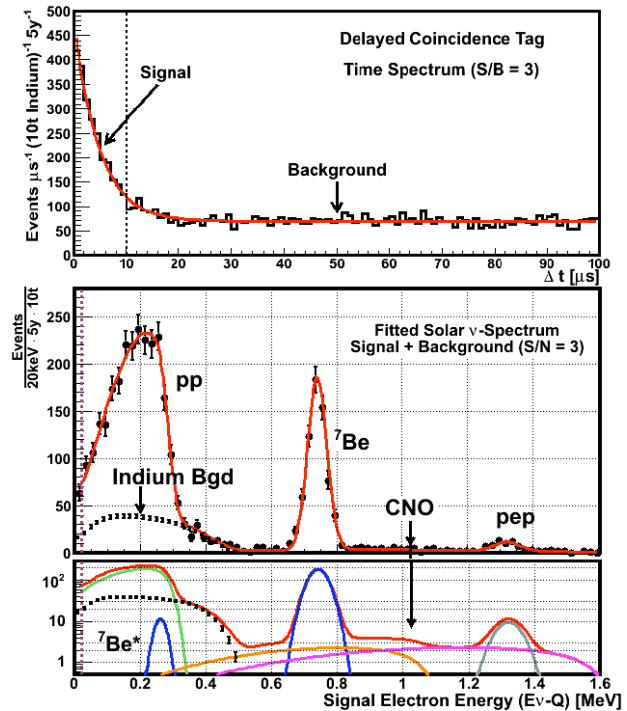 500
450
400
350
300
250
200
150
100
50
0
Events μs⁻¹ (10t Indium)⁻¹ 5y⁻¹
Delayed Coincidence Tag
Time Spectrum (S/B = 3)
Signal
Background
0 10 20 30 40 50 60 70 80 90 100
Δ t [μs]
Events
20keV · 5y · 10t
250
200
150
100
50
0
Fitted Solar ν-Spectrum
Signal + Background (S/N = 3)
pp
⁷Be
Indium Bgd
CNO
pep
10²
10
1
⁷Be*
0 0.2 0.4 0.6 0.8 1.0 1.2 1.4 1.6
Signal Electron Energy (Eν-Q) [MeV]